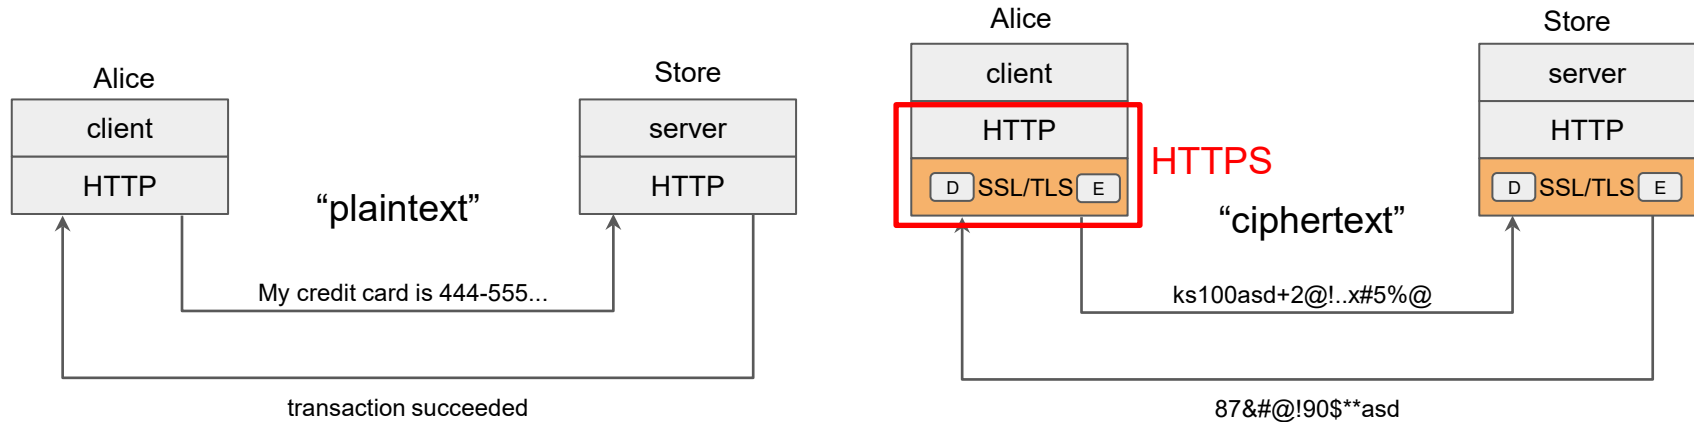 Alice
client
HTTP
Store
server
HTTP
“plaintext”
My credit card is 444-555...
transaction succeeded
Alice
client
HTTP
D SSL/TLS E
HTTPS
Store
server
HTTP
D SSL/TLS E
“ciphertext”
ks100asd+2@!..x#5%@
87&#@!90$**asd